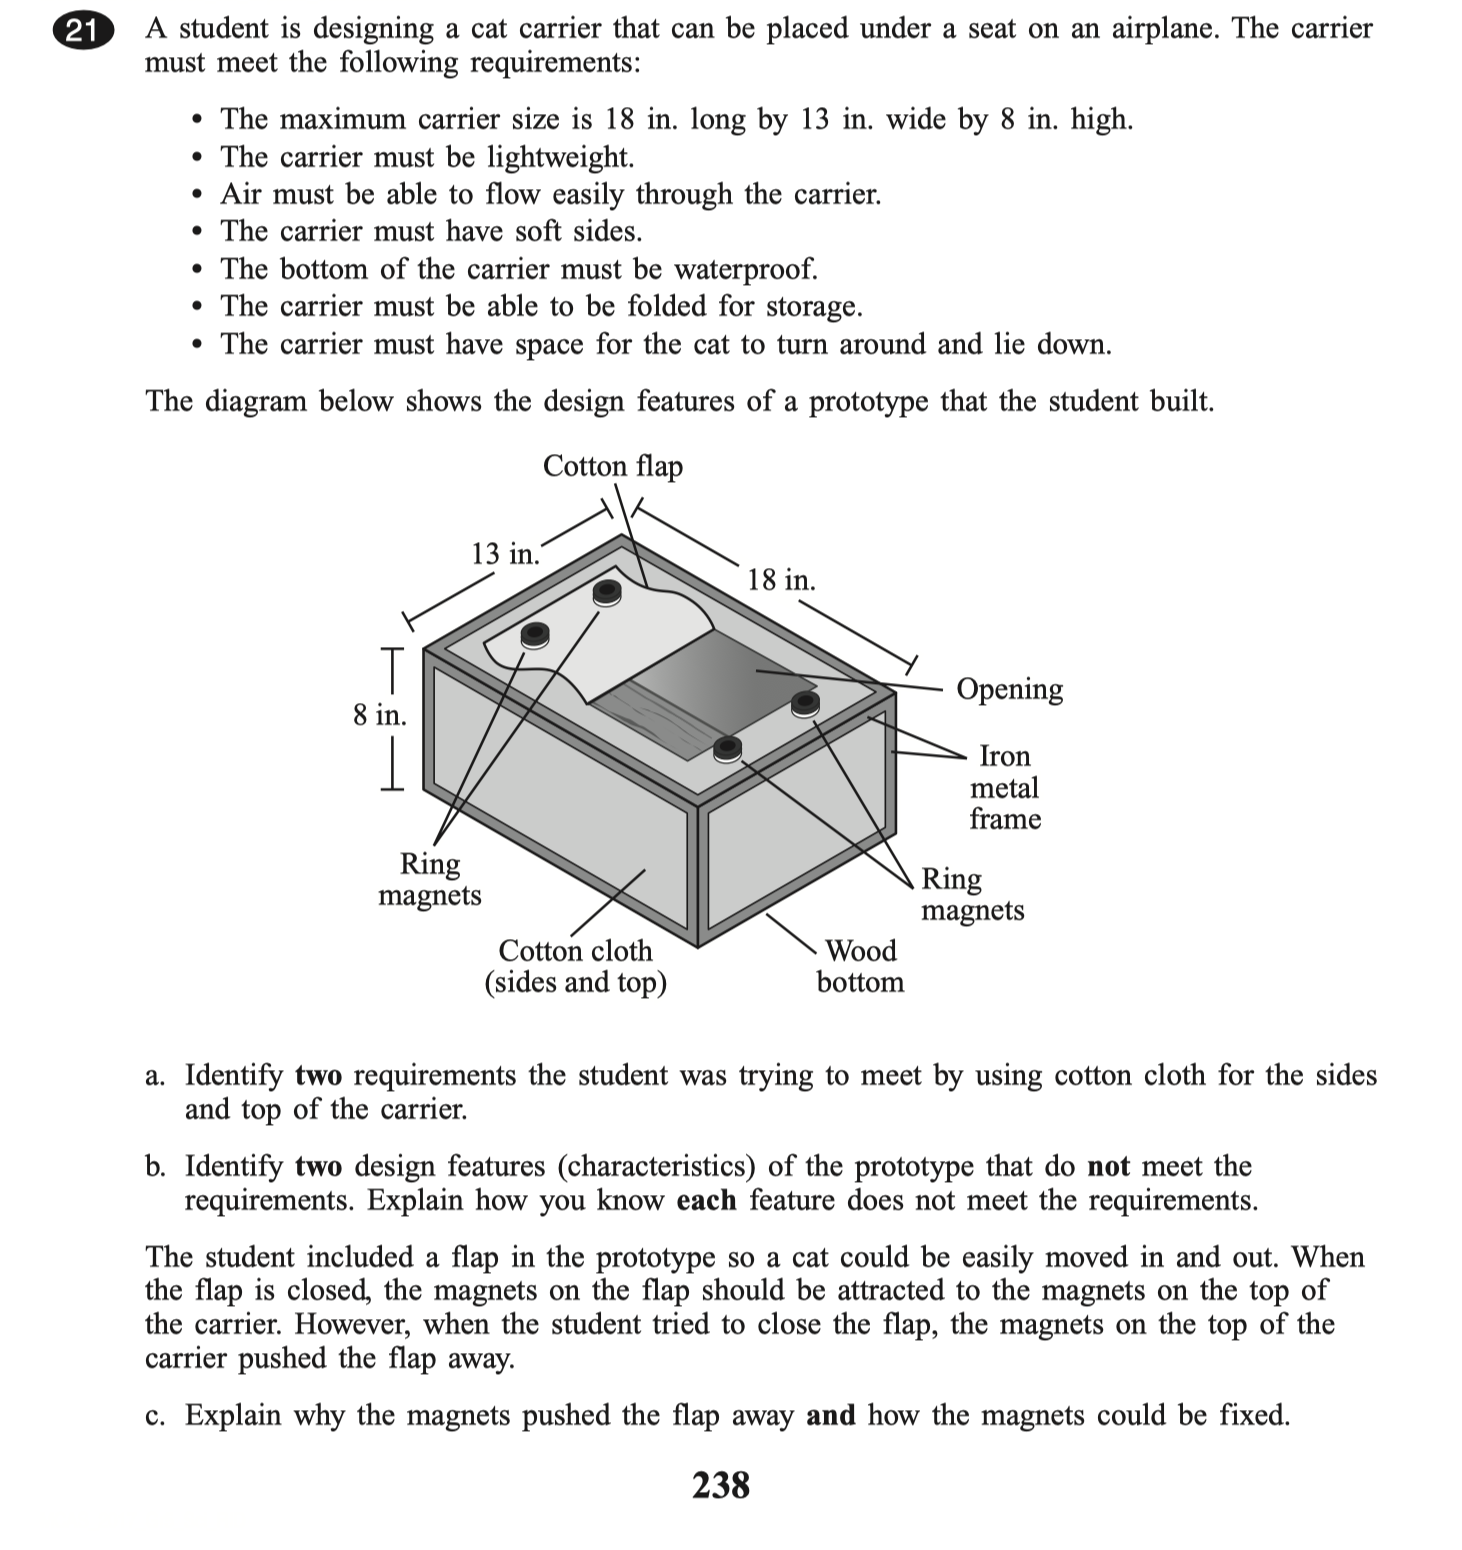 21 A student is designing a cat carrier that can be placed under a seat on an airplane. The carrier
must meet the following requirements:
• The maximum carrier size is 18 in. long by 13 in. wide by 8 in. high.
• The carrier must be lightweight.
• Air must be able to flow easily through the carrier.
• The carrier must have soft sides.
• The bottom of the carrier must be waterproof.
• The carrier must be able to be folded for storage.
• The carrier must have space for the cat to turn around and lie down.
The diagram below shows the design features of a prototype that the student built.
Cotton flap
13 in.
18 in.
8 in.
Opening
Iron
metal
frame
Ring
magnets
Ring
magnets
Cotton cloth
(sides and top)
Wood
bottom
a. Identify two requirements the student was trying to meet by using cotton cloth for the sides
and top of the carrier.
b. Identify two design features (characteristics) of the prototype that do not meet the
requirements. Explain how you know each feature does not meet the requirements.
The student included a flap in the prototype so a cat could be easily moved in and out. When
the flap is closed, the magnets on the flap should be attracted to the magnets on the top of
the carrier. However, when the student tried to close the flap, the magnets on the top of the
carrier pushed the flap away.
c. Explain why the magnets pushed the flap away and how the magnets could be fixed.
238